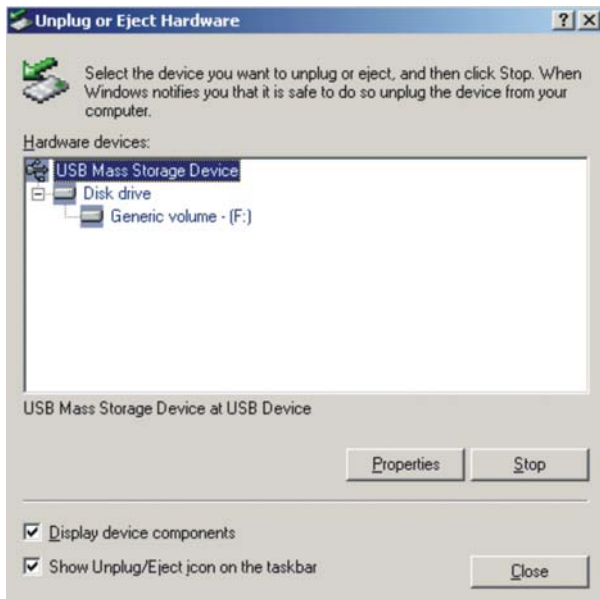 Unplug or Eject Hardware
Select the device you want to unplug or eject, and then click Stop. When
Windows notifies you that it is safe to do so unplug the device from your
computer.
Hardware devices:
USB Mass Storage Device
Disk drive
Generic volume - (F:)
USB Mass Storage Device at USB Device
Properties
Stop
Display device components
Show Unplug/Eject icon on the taskbar
Close